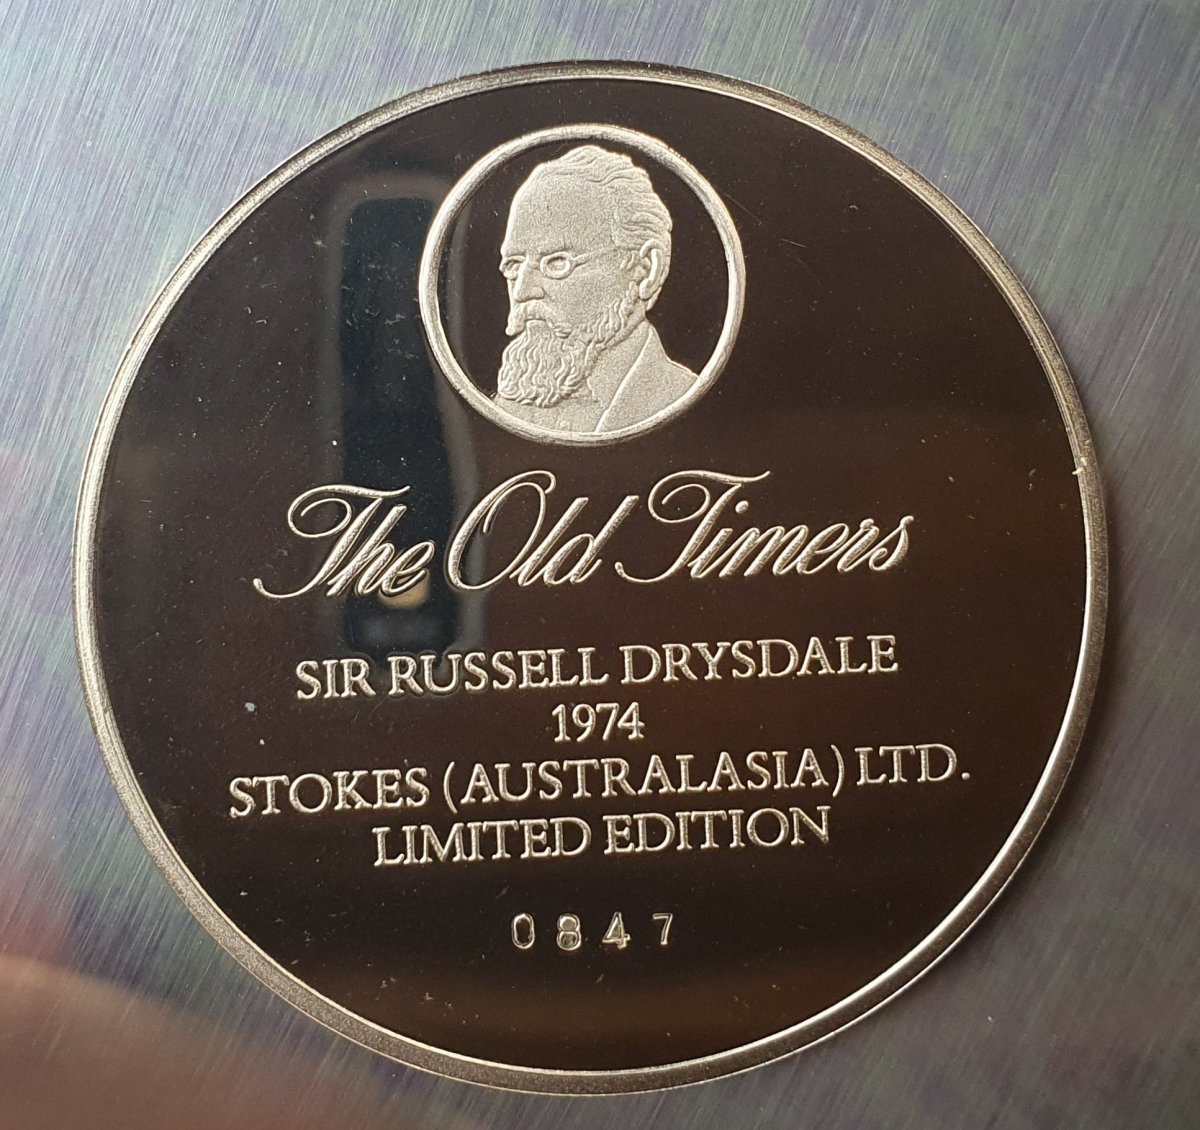 The Old Timers
SIR RUSSELL DRYSDALE
1974
STOKES (AUSTRALASIA) LTD.
LIMITED EDITION
0847